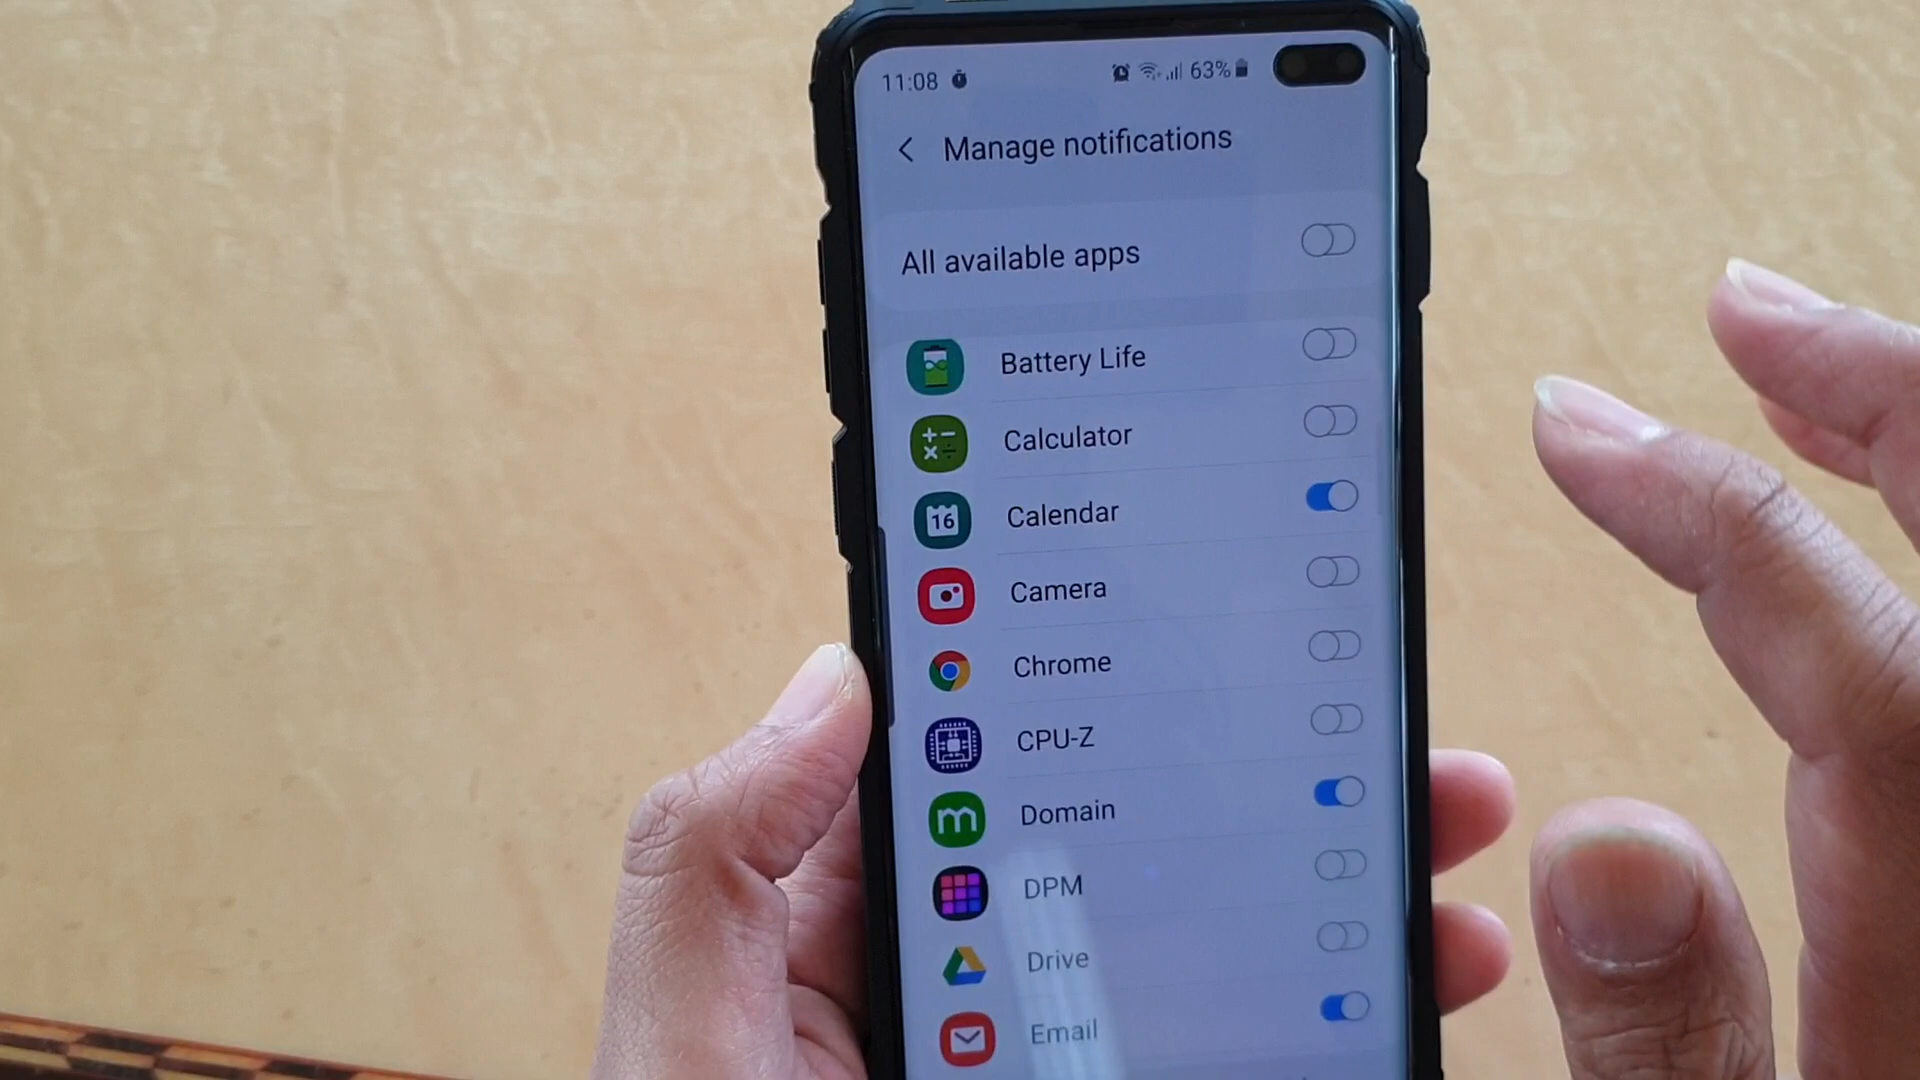 11:08 63%
Manage notifications
All available apps
Battery Life
Calculator
16 Calendar
Camera
Chrome
CPU-Z
m Domain
DPM
Drive
Email